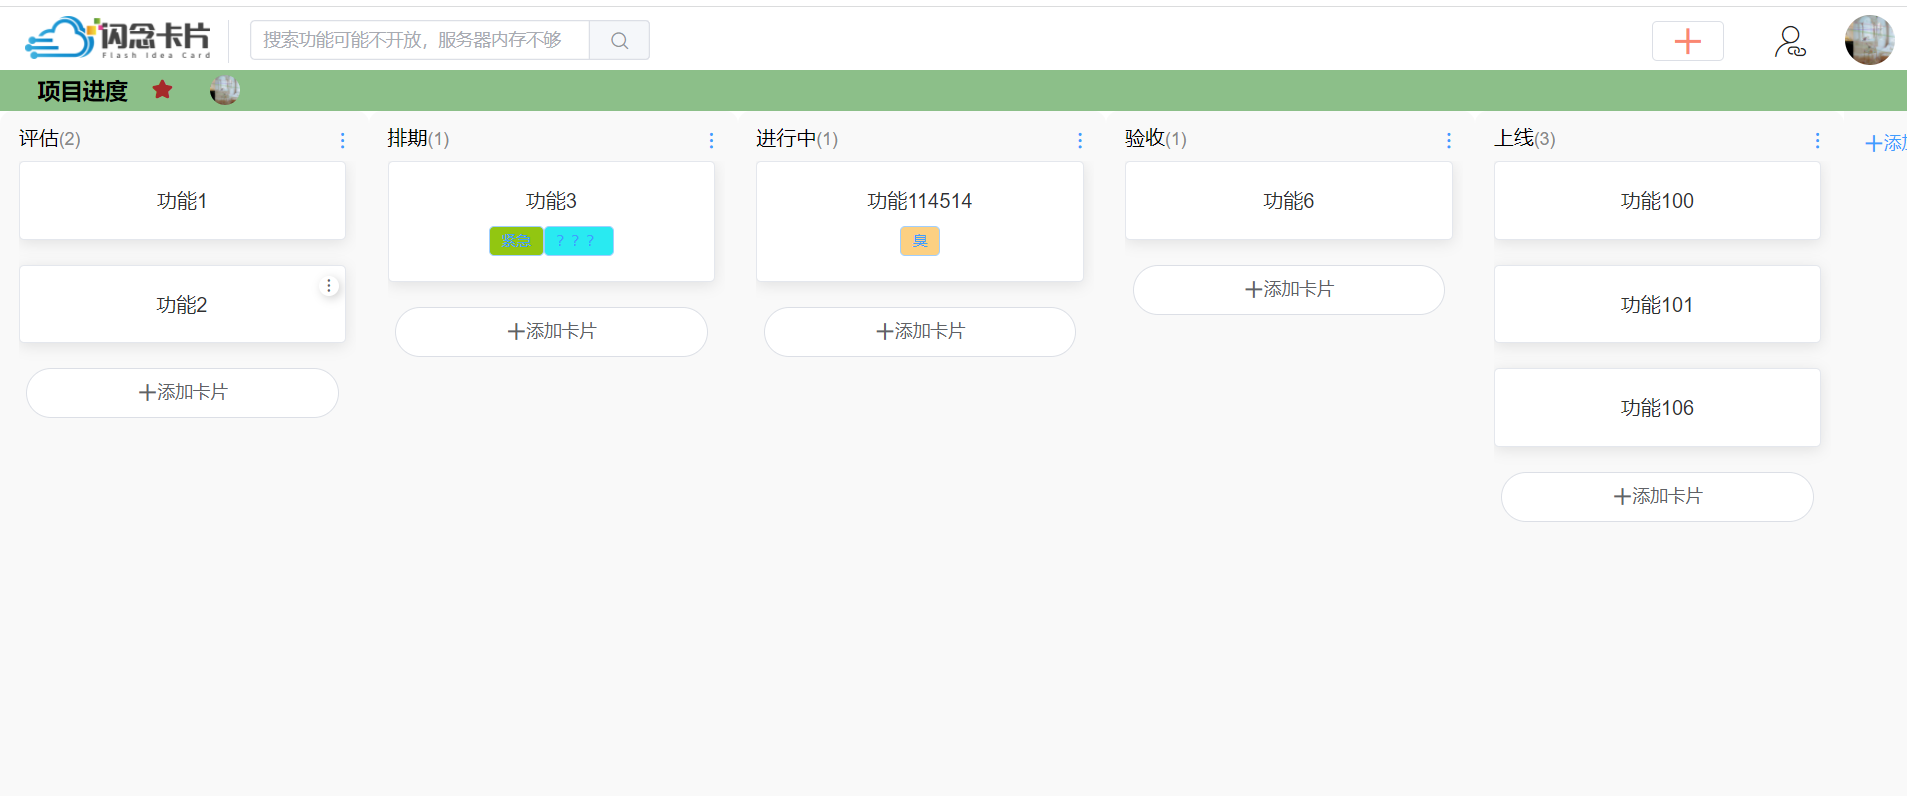 闪念卡片
Flash Idea Card
搜索功能可能不开放，服务器内存不够
项目进度
评估(2)
功能1
功能2
+添加卡片
排期(1)
功能3
紧急 ？？？
+添加卡片
进行中(1)
功能114514
臭
+添加卡片
验收(1)
功能6
+添加卡片
上线(3)
功能100
功能101
功能106
+添加卡片
+添加